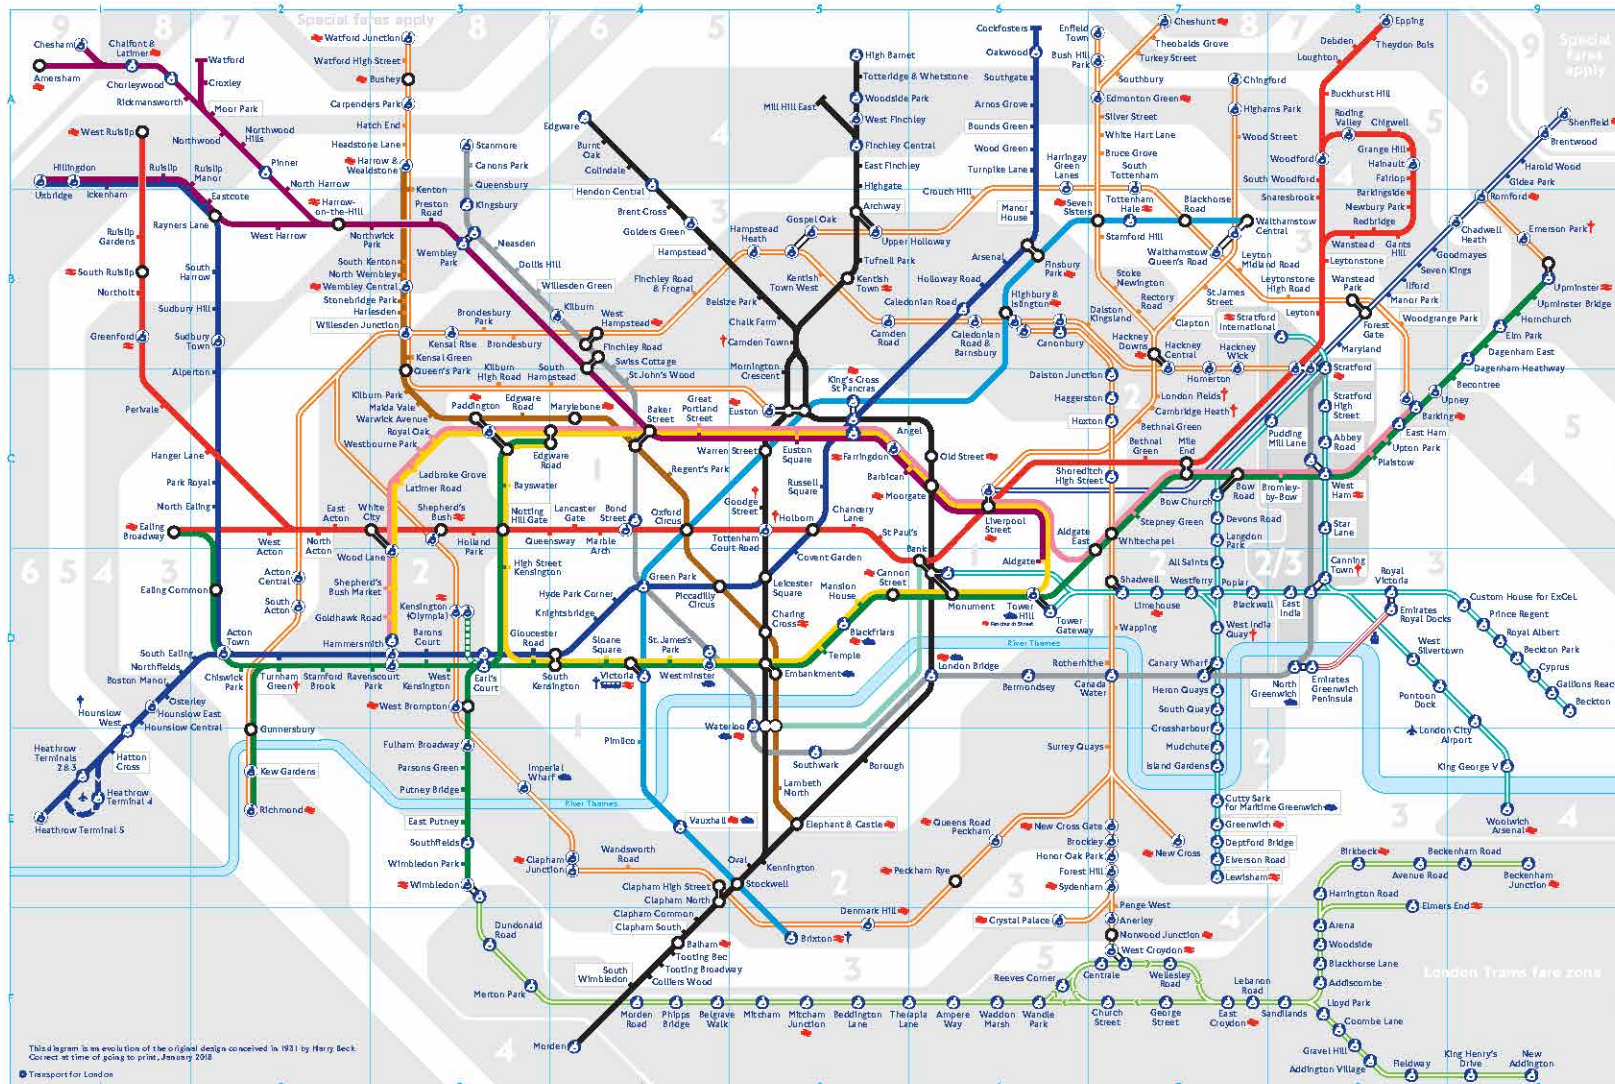 1
2
3
4
5
6
7
8
9
Special fares apply
Chesham
Chalfont &
Latimer
Amersham
Chorleywood
Rickmansworth
Watford
Croxley
Moor Park
Northwood
Northwood
Hills
Pinner
North Harrow
Harrow-
on-the-Hill
West Harrow
Northwick
Park
Preston
Road
Wembley
Park
West Ruislip
Hillingdon
Uxbridge
Ickenham
Ruislip
Ruislip
Manor
Eastcote
Rayners Lane
Ruislip
Gardens
South Ruislip
Northolt
Greenford
Perivale
Hanger Lane
South
Harrow
Sudbury Hill
Sudbury
Town
Alperton
Park Royal
North Ealing
Ealing
Broadway
Ealing Common
West
Acton
North
Acton
East
Acton
White
City
Wood Lane
Shepherd's
Bush
Holland
Park
Notting
Hill Gate
Queensway
Lancaster
Gate
Marble
Arch
Bond
Street
Oxford
Circus
Tottenham
Court Road
Holborn
Chancery
Lane
St Paul's
Bank
Watford Junction
Watford High Street
Bushey
Carpenders Park
Hatch End
Headstone Lane
Harrow &
Wealdstone
Kenton
South Kenton
North Wembley
Wembley Central
Stonebridge Park
Harlesden
Willesden Junction
Kensal Green
Queen's Park
Kilburn Park
Maida Vale
Warwick Avenue
Royal Oak
Westbourne Park
Ladbroke Grove
Latimer Road
Paddington
Edgware
Road
Marylebone
Baker
Street
Great
Portland
Street
Stanmore
Canons Park
Queensbury
Kingsbury
Neasden
Dollis Hill
Willesden Green
Kilburn
West
Hampstead
Finchley Road
Swiss Cottage
St John's Wood
Brondesbury
Park
Kensal Rise
Brondesbury
Kilburn
High Road
South
Hampstead
Edgware
Burnt
Oak
Colindale
Hendon Central
Brent Cross
Golders Green
Hampstead
Belsize Park
Chalk Farm
Camden Town
Mornington
Crescent
Euston
Finchley Road
& Frognal
Hampstead
Heath
Gospel Oak
Kentish
Town West
High Barnet
Totteridge & Whetstone
Woodside Park
West Finchley
Mill Hill East
Finchley Central
East Finchley
Highgate
Archway
Upper Holloway
Crouch Hill
Tufnell Park
Kentish
Town
Camden
Road
Caledonian
Road &
Barnsbury
Canonbury
Cockfosters
Oakwood
Southgate
Arnos Grove
Bounds Green
Wood Green
Turnpike Lane
Manor
House
Arsenal
Finsbury
Park
Holloway Road
Caledonian Road
Highbury &
Islington
King's Cross
St Pancras
Enfield
Town
Bush Hill
Park
Cheshunt
Theobalds Grove
Turkey Street
Southbury
Edmonton Green
Silver Street
White Hart Lane
Bruce Grove
South
Tottenham
Harringay
Green
Lanes
Seven
Sisters
Tottenham
Hale
Blackhorse
Road
Walthamstow
Central
Stamford Hill
Walthamstow
Queen's Road
Stoke
Newington
Rectory
Road
Clapton
St James
Street
Chingford
Highams Park
Wood Street
Leyton
Midland Road
Leytonstone
High Road
Dalston
Kingsland
Hackney
Downs
Hackney
Central
Homerton
Hackney
Wick
Stratford
International
Dalston Junction
Haggerston
Hoxton
London Fields
Cambridge Heath
Bethnal Green
Shoreditch
High Street
Epping
Theydon Bois
Debden
Loughton
Buckhurst Hill
Roding
Valley
Chigwell
Grange Hill
Hainault
Fairlop
Barkingside
Newbury Park
Redbridge
Gants
Hill
Wanstead
Woodford
South Woodford
Snaresbrook
Leytonstone
Leyton
Wanstead
Park
Woodgrange Park
Shenfield
Brentwood
Harold Wood
Gidea Park
Romford
Emerson Park
Chadwell
Heath
Goodmayes
Seven Kings
Ilford
Manor Park
Forest
Gate
Maryland
Stratford
Stratford
High
Street
Abbey
Road
West
Ham
Star
Lane
Canning
Town
Upminster
Upminster Bridge
Hornchurch
Elm Park
Dagenham East
Dagenham Heathway
Becontree
Upney
Barking
East Ham
Upton Park
Plaistow
Pudding
Mill Lane
Bethnal
Green
Mile
End
Bow
Road
Bromley-
by-Bow
Bow Church
Devons Road
Langdon
Park
All Saints
Poplar
Westferry
Limehouse
Shadwell
Blackwall
East
India
West India
Quay
Canary Wharf
Heron Quays
South Quay
Crossharbour
Mudchute
Island Gardens
Cutty Sark
for Maritime Greenwich
Greenwich
Deptford Bridge
Elverson Road
Lewisham
Royal
Victoria
Emirates
Royal Docks
Emirates
Greenwich
Peninsula
North
Greenwich
Custom House for ExCeL
Prince Regent
Royal Albert
Beckton Park
Cyprus
Gallions Reach
Beckton
West
Silvertown
Pontoon
Dock
London City
Airport
King George V
Woolwich
Arsenal
Edgware
Road
Bayswater
High Street
Kensington
Regent's Park
Warren Street
Euston
Square
Goodge
Street
Russell
Square
Angel
Old Street
Farringdon
Barbican
Moorgate
Liverpool
Street
Aldgate
East
Aldgate
Whitechapel
Stepney Green
Covent Garden
Leicester
Square
Piccadilly
Circus
Green Park
Hyde Park Corner
Knightsbridge
Charing
Cross
Mansion
House
Cannon
Street
Monument
Tower
Hill
Fenchurch Street
Tower
Gateway
Blackfriars
Temple
Embankment
Westminster
St. James's
Park
Victoria
Sloane
Square
South
Kensington
Gloucester
Road
Earl's
Court
Kensington
(Olympia)
Shepherd's
Bush Market
Goldhawk Road
Hammersmith
Barons
Court
West
Kensington
Ravenscourt
Park
Stamford
Brook
Turnham
Green
Chiswick
Park
Acton
Town
Acton
Central
South
Acton
South Ealing
Northfields
Boston Manor
Osterley
Hounslow East
Hounslow Central
Hounslow
West
Hatton
Cross
Heathrow
Terminals
2 & 3
Heathrow
Terminal 4
Heathrow Terminal 5
Gunnersbury
Kew Gardens
Richmond
West Brompton
Fulham Broadway
Parsons Green
Putney Bridge
East Putney
Southfields
Wimbledon Park
Wimbledon
Imperial
Wharf
Clapham
Junction
Wandsworth
Road
Pimlico
Vauxhall
Waterloo
Southwark
London Bridge
Bermondsey
Canada
Water
Rotherhithe
Wapping
Surrey Quays
Borough
Lambeth
North
Elephant & Castle
Kennington
Oval
Stockwell
Clapham High Street
Clapham North
Clapham Common
Clapham South
Balham
Tooting Bec
Tooting Broadway
Colliers Wood
South
Wimbledon
Morden
Brixton
Denmark Hill
Peckham Rye
Queens Road
Peckham
New Cross Gate
New Cross
Brockley
Honor Oak Park
Forest Hill
Sydenham
Crystal Palace
Penge West
Anerley
Norwood Junction
West Croydon
River Thames
River Thames
Dundonald
Road
Merton Park
Morden
Road
Phipps
Bridge
Belgrave
Walk
Mitcham
Mitcham
Junction
Beddington
Lane
Therapia
Lane
Ampere
Way
Waddon
Marsh
Wandle
Park
Reeves Corner
Centrale
Church
Street
Wellesley
Road
George
Street
East
Croydon
Lebanon
Road
Sandilands
Lloyd Park
Coombe Lane
Gravel Hill
Addington Village
Fieldway
King Henry's
Drive
New
Addington
Addiscombe
Blackhorse Lane
Woodside
Arena
Elmers End
Harrington Road
Birkbeck
Avenue Road
Beckenham Road
Beckenham
Junction
London Trams fare zone
This diagram is an evolution of the original design conceived in 1931 by Harry Beck
Correct at time of going to print, January 2018
Transport for London